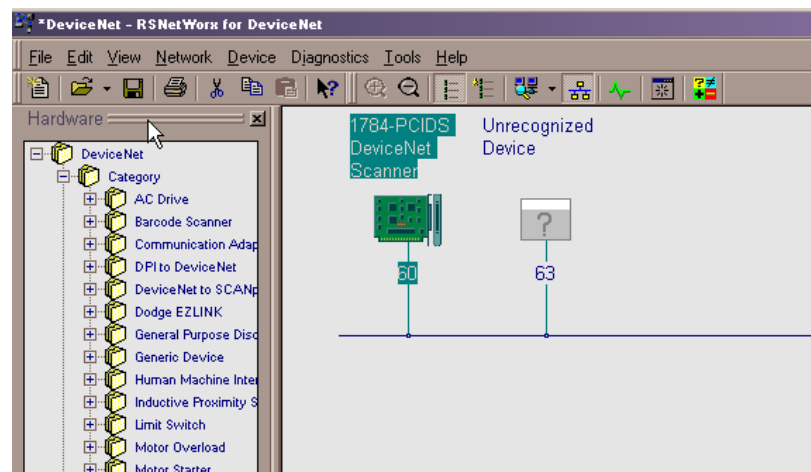 *DeviceNet - RSNetWorx for DeviceNet
File Edit View Network Device Diagnostics Tools Help
Hardware
DeviceNet
Category
AC Drive
Barcode Scanner
Communication Adap
DPI to DeviceNet
DeviceNet to SCANp
Dodge EZLINK
General Purpose Disc
Generic Device
Human Machine Inter
Inductive Proximity S
Limit Switch
Motor Overload
Motor Starter
1784-PCIDS
DeviceNet
Scanner
60
Unrecognized
Device
?
63